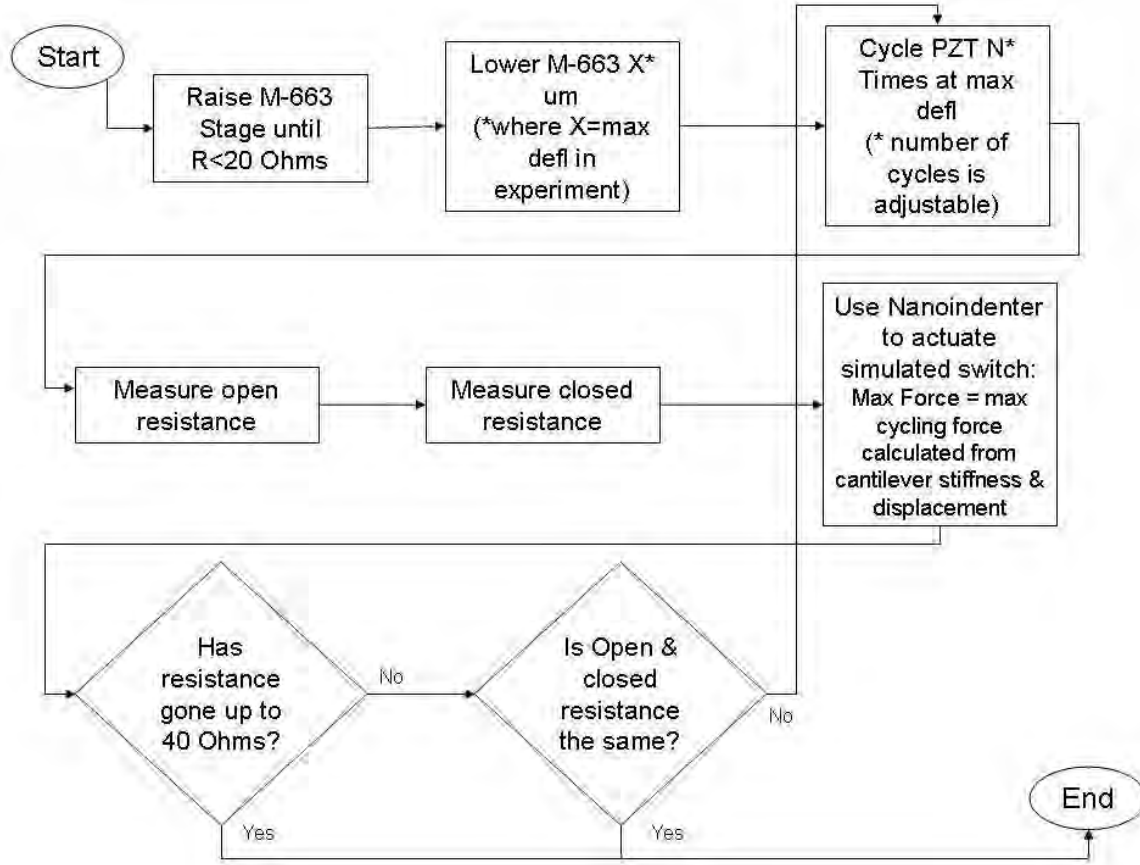 Start
Raise M-663
Stage until
R<20 Ohms
Lower M-663 X*
um
(*where X=max
defl in
experiment)
Cycle PZT N*
Times at max
defl
(* number of
cycles is
adjustable)
Measure open
resistance
Measure closed
resistance
Use Nanoindenter
to actuate
simulated switch:
Max Force = max
cycling force
calculated from
cantilever stiffness &
displacement
Has
resistance
gone up to
40 Ohms?
No
Yes
Is Open &
closed
resistance
the same?
No
Yes
End